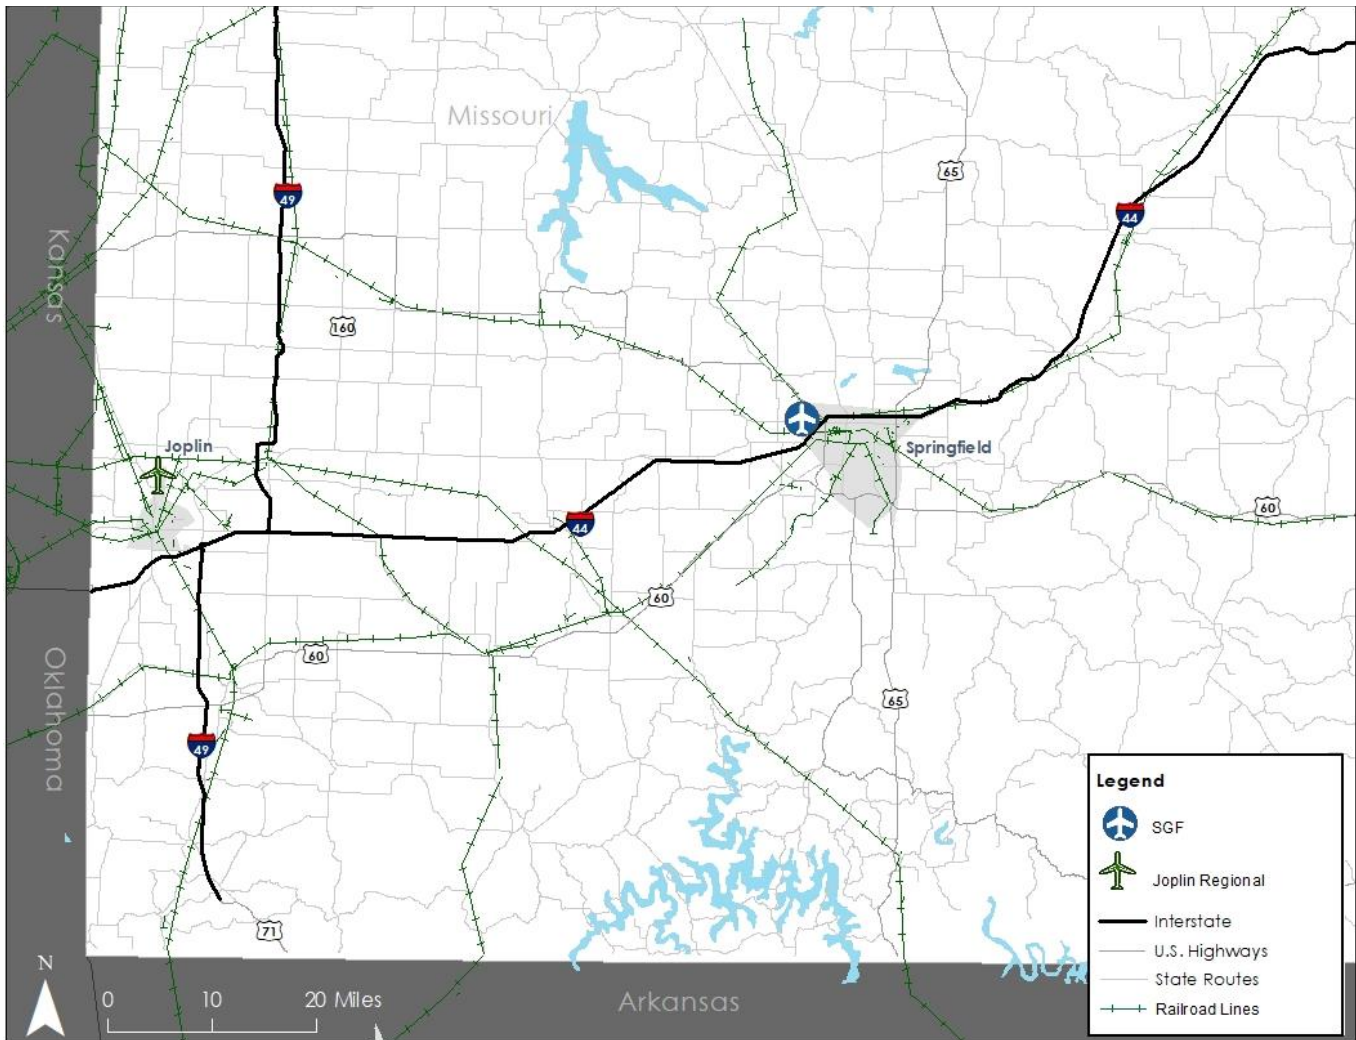 Missouri
65
49
44
Kansas
160
Joplin
Springfield
60
44
60
60
Oklahoma
65
49
71
Legend
SGF
Joplin Regional
Interstate
U.S. Highways
State Routes
Railroad Lines
N
0 10 20 Miles
Arkansas